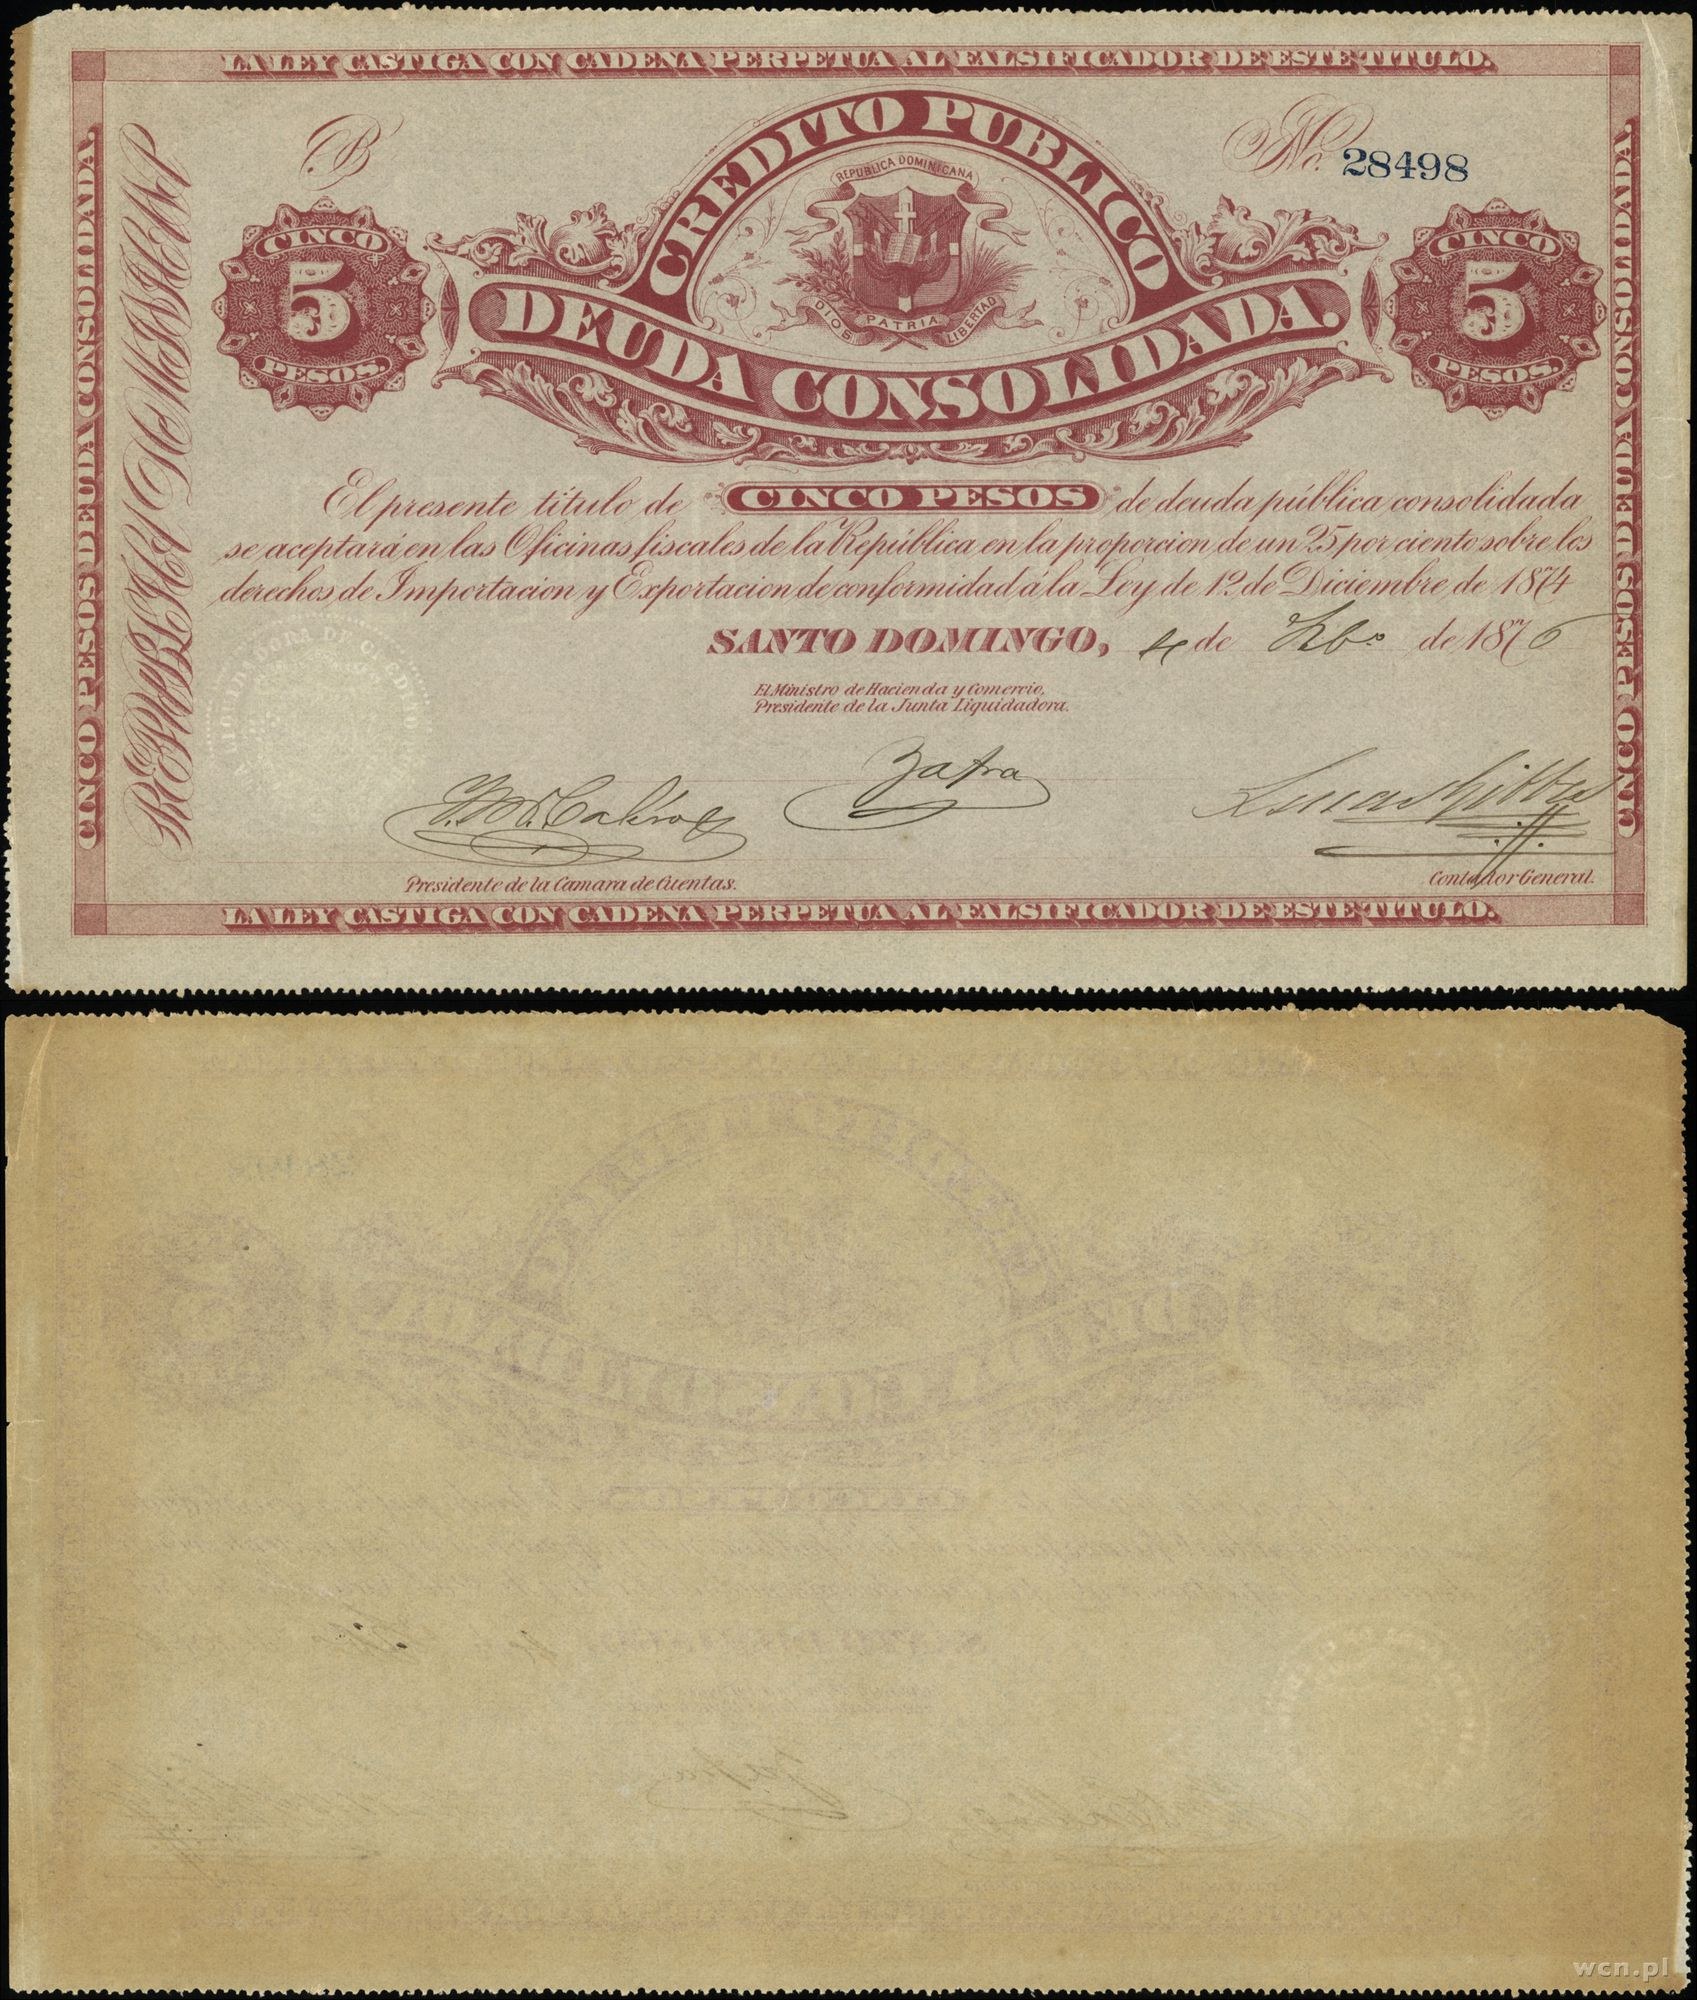 LA LEY CASTIGA CON CADENA PERPETUA AL FALSIFICADOR DE ESTE TITULO.
CINCO PESOS DEUDA CONSOLIDADA.
B
No. 28498
CREDITO PUBLICO
REPUBLICA DOMINICANA
DIOS PATRIA LIBERTAD
CINCO
5
PESOS.
CINCO
5
PESOS.
DEUDA CONSOLIDADA.
El presente título de CINCO PESOS de deuda pública consolidada
se aceptará en las Oficinas fiscales de la República en la proporcion de un 25 por ciento sobre los
derechos de Importacion y Exportacion de conformidad á la Ley de 12 de Diciembre de 1874
SANTO DOMINGO, 4 de de 1876
El Ministro de Hacienda y Comercio,
Presidente de la Junta Liquidadora.
Zafra
Presidente de la Camara de Cuentas.
Contador General.
CINCO PESOS DEUDA CONSOLIDADA.
LA LEY CASTIGA CON CADENA PERPETUA AL FALSIFICADOR DE ESTE TITULO.
wcn.pl